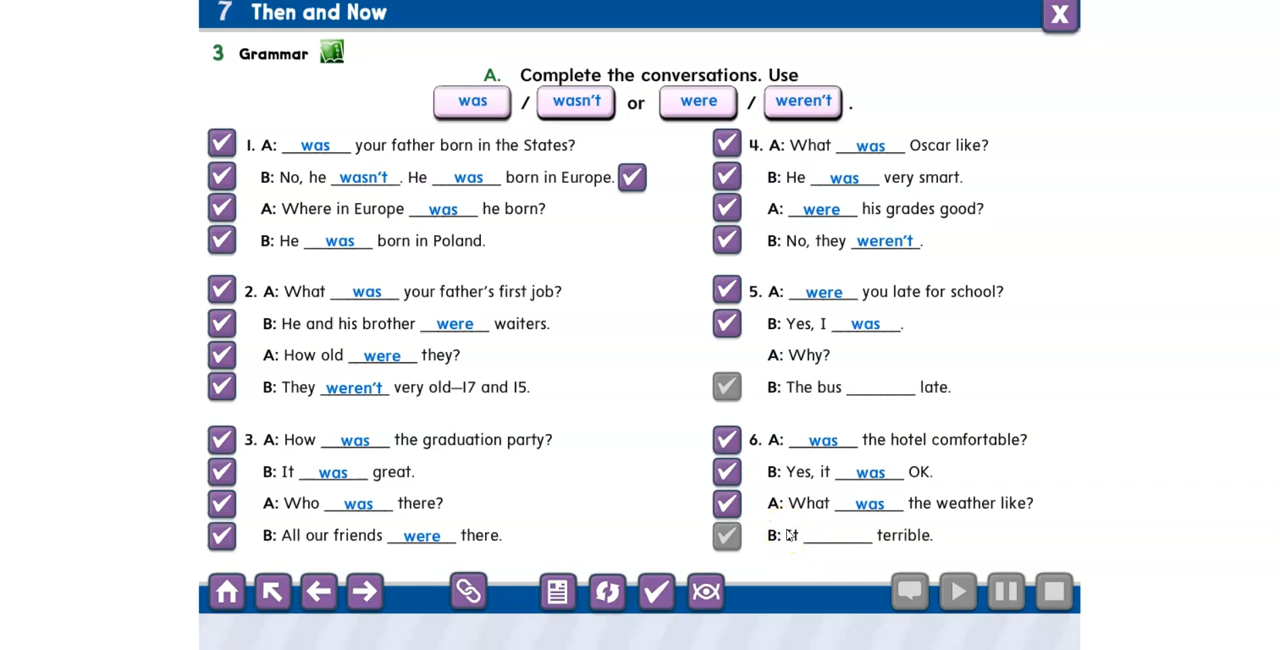 7 Then and Now
X
3 Grammar
A. Complete the conversations. Use
was / wasn't or were / weren't .
1. A: was your father born in the States?
B: No, he wasn't. He was born in Europe.
A: Where in Europe was he born?
B: He was born in Poland.
2. A: What was your father's first job?
B: He and his brother were waiters.
A: How old were they?
B: They weren't very old—17 and 15.
3. A: How was the graduation party?
B: It was great.
A: Who was there?
B: All our friends were there.
4. A: What was Oscar like?
B: He was very smart.
A: were his grades good?
B: No, they weren't.
5. A: were you late for school?
B: Yes, I was.
A: Why?
B: The bus ________ late.
6. A: was the hotel comfortable?
B: Yes, it was OK.
A: What was the weather like?
B: It ________ terrible.